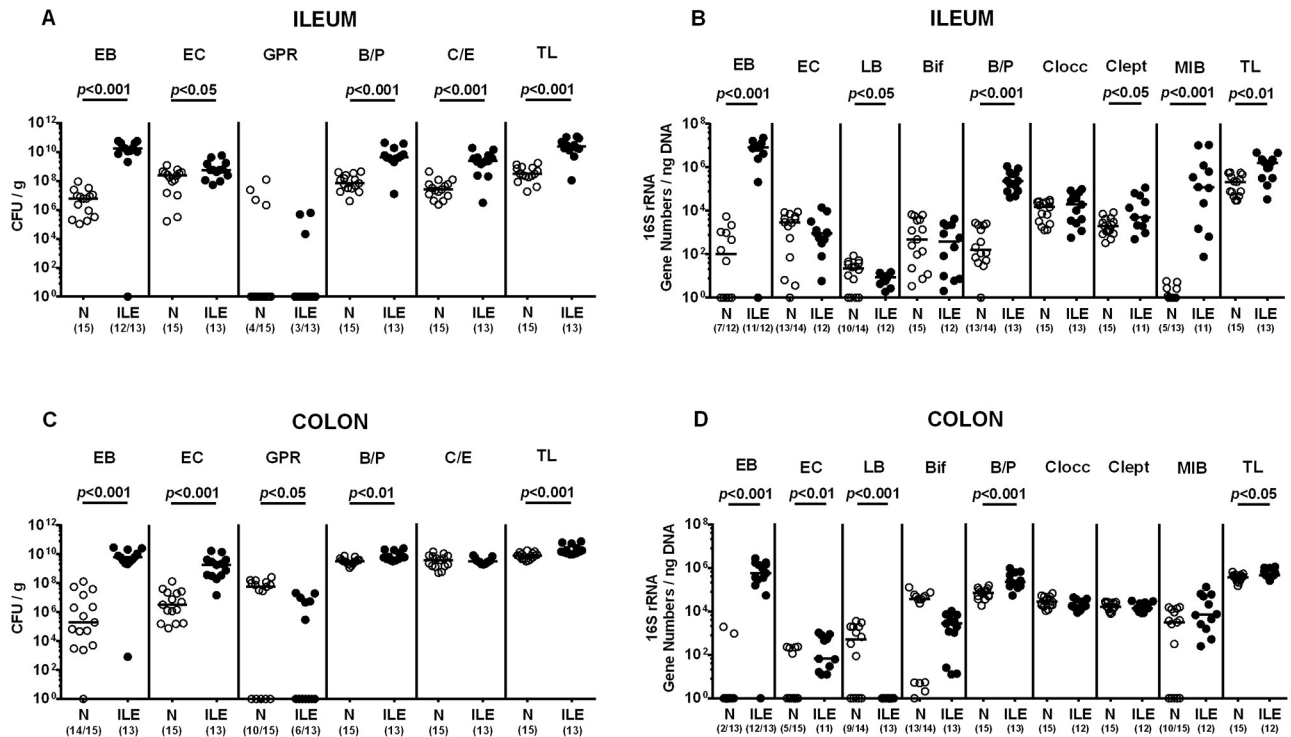 A
ILEUM
EB EC GPR B/P C/E TL
p<0.001 p<0.05 p<0.001 p<0.001 p<0.001
CFU / g
10¹²
10¹⁰
10⁸
10⁶
10⁴
10²
10⁰
N ILE N ILE N ILE N ILE N ILE N ILE
(15) (12/13) (15) (13) (4/15) (3/13) (15) (13) (15) (13) (15) (13)
B
ILEUM
EB EC LB Bif B/P Clocc Clept MIB TL
p<0.001 p<0.05 p<0.001 p<0.05 p<0.001 p<0.01
16S rRNA
Gene Numbers / ng DNA
10⁸
10⁶
10⁴
10²
10⁰
N ILE N ILE N ILE N ILE N ILE N ILE N ILE N ILE N ILE
(7/12) (11/12) (13/14) (12) (10/14) (12) (15) (12) (13/14) (13) (15) (13) (15) (11) (5/13) (11) (15) (13)
C
COLON
EB EC GPR B/P C/E TL
p<0.001 p<0.001 p<0.05 p<0.01 p<0.001
CFU / g
10¹²
10¹⁰
10⁸
10⁶
10⁴
10²
10⁰
N ILE N ILE N ILE N ILE N ILE N ILE
(14/15) (13) (15) (13) (10/15) (6/13) (15) (13) (15) (13) (15) (13)
D
COLON
EB EC LB Bif B/P Clocc Clept MIB TL
p<0.001 p<0.01 p<0.001 p<0.001 p<0.05
16S rRNA
Gene Numbers / ng DNA
10⁸
10⁶
10⁴
10²
10⁰
N ILE N ILE N ILE N ILE N ILE N ILE N ILE N ILE N ILE
(2/13) (12/13) (5/15) (11) (9/14) (13) (13/14) (13) (15) (13) (15) (12) (15) (12) (10/15) (12) (15) (12)